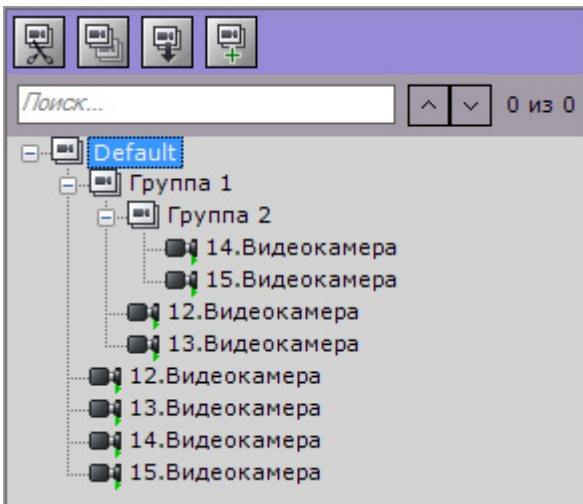 Поиск...
0 из 0
Default
Группа 1
Группа 2
14.Видеокамера
15.Видеокамера
12.Видеокамера
13.Видеокамера
12.Видеокамера
13.Видеокамера
14.Видеокамера
15.Видеокамера